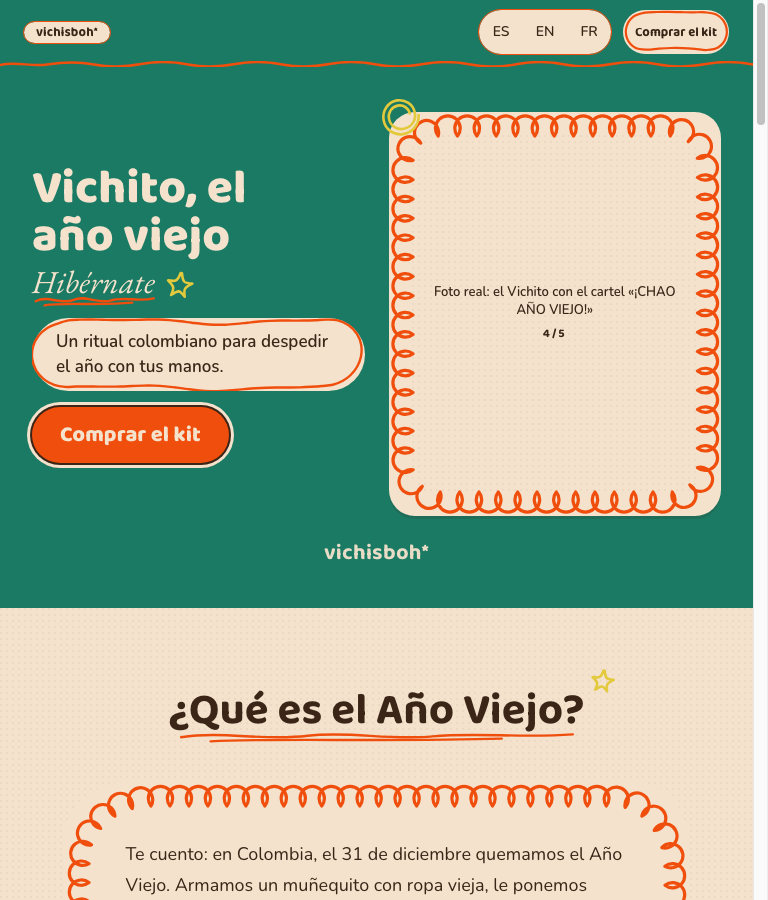 vichisboh*
ES EN FR
Comprar el kit
Vichito, el
año viejo
Hibérnate
Un ritual colombiano para despedir
el año con tus manos.
Comprar el kit
Foto real: el Vichito con el cartel «¡CHAO
AÑO VIEJO!»
4 / 5
vichisboh*
¿Qué es el Año Viejo?
Te cuento: en Colombia, el 31 de diciembre quemamos el Año
Viejo. Armamos un muñequito con ropa vieja, le ponemos